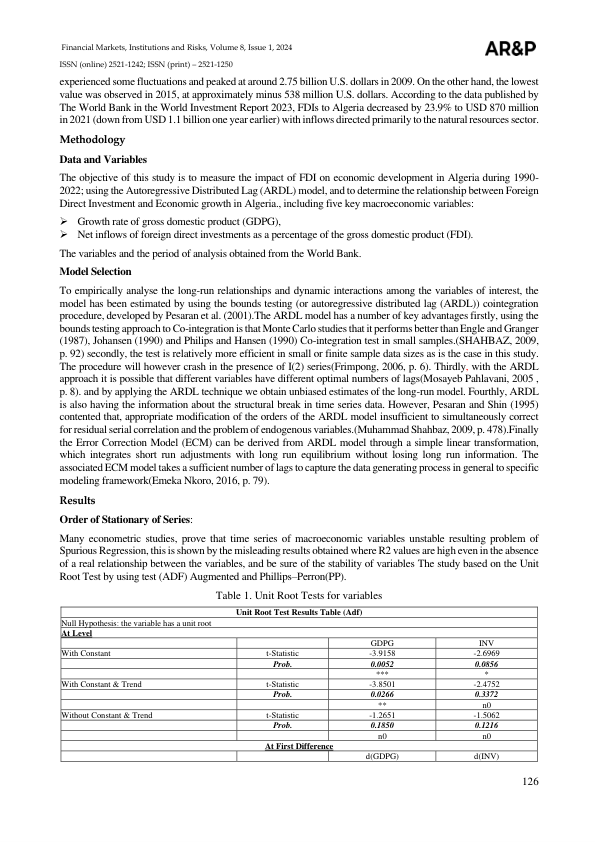 Financial Markets, Institutions and Risks, Volume 8, Issue 1, 2024
AR&P
ISSN (online) 2521-1242; ISSN (print) – 2521-1250
experienced some fluctuations and peaked at around 2.75 billion U.S. dollars in 2009. On the other hand, the lowest
value was observed in 2015, at approximately minus 538 million U.S. dollars. According to the data published by
The World Bank in the World Investment Report 2023, FDIs to Algeria decreased by 23.9% to USD 870 million
in 2021 (down from USD 1.1 billion one year earlier) with inflows directed primarily to the natural resources sector.
Methodology
Data and Variables
The objective of this study is to measure the impact of FDI on economic development in Algeria during 1990-
2022; using the Autoregressive Distributed Lag (ARDL) model, and to determine the relationship between Foreign
Direct Investment and Economic growth in Algeria., including five key macroeconomic variables:
➢ Growth rate of gross domestic product (GDPG),
➢ Net inflows of foreign direct investments as a percentage of the gross domestic product (FDI).
The variables and the period of analysis obtained from the World Bank.
Model Selection
To empirically analyse the long-run relationships and dynamic interactions among the variables of interest, the
model has been estimated by using the bounds testing (or autoregressive distributed lag (ARDL)) cointegration
procedure, developed by Pesaran et al. (2001).The ARDL model has a number of key advantages firstly, using the
bounds testing approach to Co-integration is that Monte Carlo studies that it performs better than Engle and Granger
(1987), Johansen (1990) and Philips and Hansen (1990) Co-integration test in small samples.(SHAHBAZ, 2009,
p. 92) secondly, the test is relatively more efficient in small or finite sample data sizes as is the case in this study.
The procedure will however crash in the presence of I(2) series(Frimpong, 2006, p. 6). Thirdly, with the ARDL
approach it is possible that different variables have different optimal numbers of lags(Mosayeb Pahlavani, 2005 ,
p. 8). and by applying the ARDL technique we obtain unbiased estimates of the long-run model. Fourthly, ARDL
is also having the information about the structural break in time series data. However, Pesaran and Shin (1995)
contented that, appropriate modification of the orders of the ARDL model insufficient to simultaneously correct
for residual serial correlation and the problem of endogenous variables.(Muhammad Shahbaz, 2009, p. 478).Finally
the Error Correction Model (ECM) can be derived from ARDL model through a simple linear transformation,
which integrates short run adjustments with long run equilibrium without losing long run information. The
associated ECM model takes a sufficient number of lags to capture the data generating process in general to specific
modeling framework(Emeka Nkoro, 2016, p. 79).
Results
Order of Stationary of Series:
Many econometric studies, prove that time series of macroeconomic variables unstable resulting problem of
Spurious Regression, this is shown by the misleading results obtained where R2 values are high even in the absence
of a real relationship between the variables, and be sure of the stability of variables The study based on the Unit
Root Test by using test (ADF) Augmented and Phillips–Perron(PP).
Table 1. Unit Root Tests for variables
Unit Root Test Results Table (Adf)
Null Hypothesis: the variable has a unit root
At Level
GDPG INV
With Constant t-Statistic -3.9158 -2.6969
Prob. 0.0052 0.0856
*** *
With Constant & Trend t-Statistic -3.8501 -2.4752
Prob. 0.0266 0.3372
** n0
Without Constant & Trend t-Statistic -1.2651 -1.5062
Prob. 0.1850 0.1216
n0 n0
At First Difference
d(GDPG) d(INV)
126